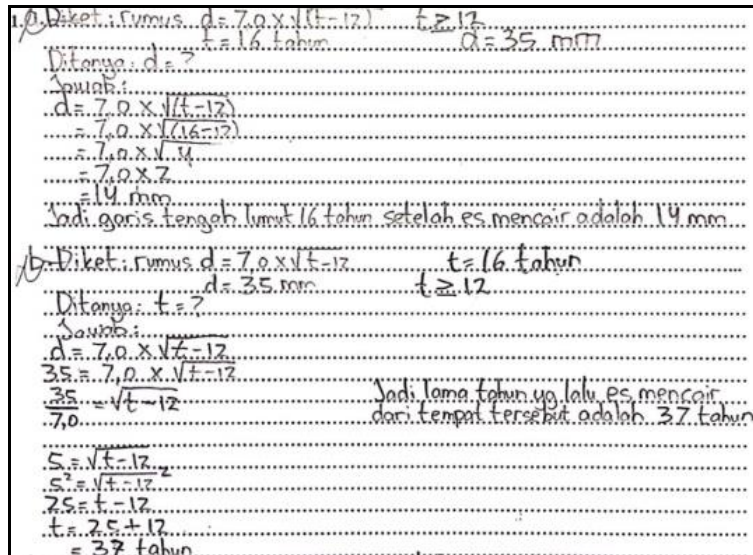 1. a. Diket: rumus d = 7,0 x √(t-12) t ≥ 12
t = 16 tahun d = 35 mm
Ditanya: d = ?
Jawab:
d = 7,0 x √(t-12)
= 7,0 x √(16-12)
= 7,0 x √4
= 7,0 x 2
= 14 mm
Jadi garis tengah lumut 16 tahun setelah es mencair adalah 14 mm
b. Diket: rumus d = 7,0 x √t-12 t = 16 tahun
d = 35 mm t ≥ 12
Ditanya: t = ?
Jawab:
d = 7,0 x √t-12
35 = 7,0 x √t-12
35/7,0 = √t-12
Jadi lama tahun yg lalu es mencair
dari tempat tersebut adalah 37 tahun
5 = √t-12
5² = √t-12²
25 = t-12
t = 25+12
= 37 tahun